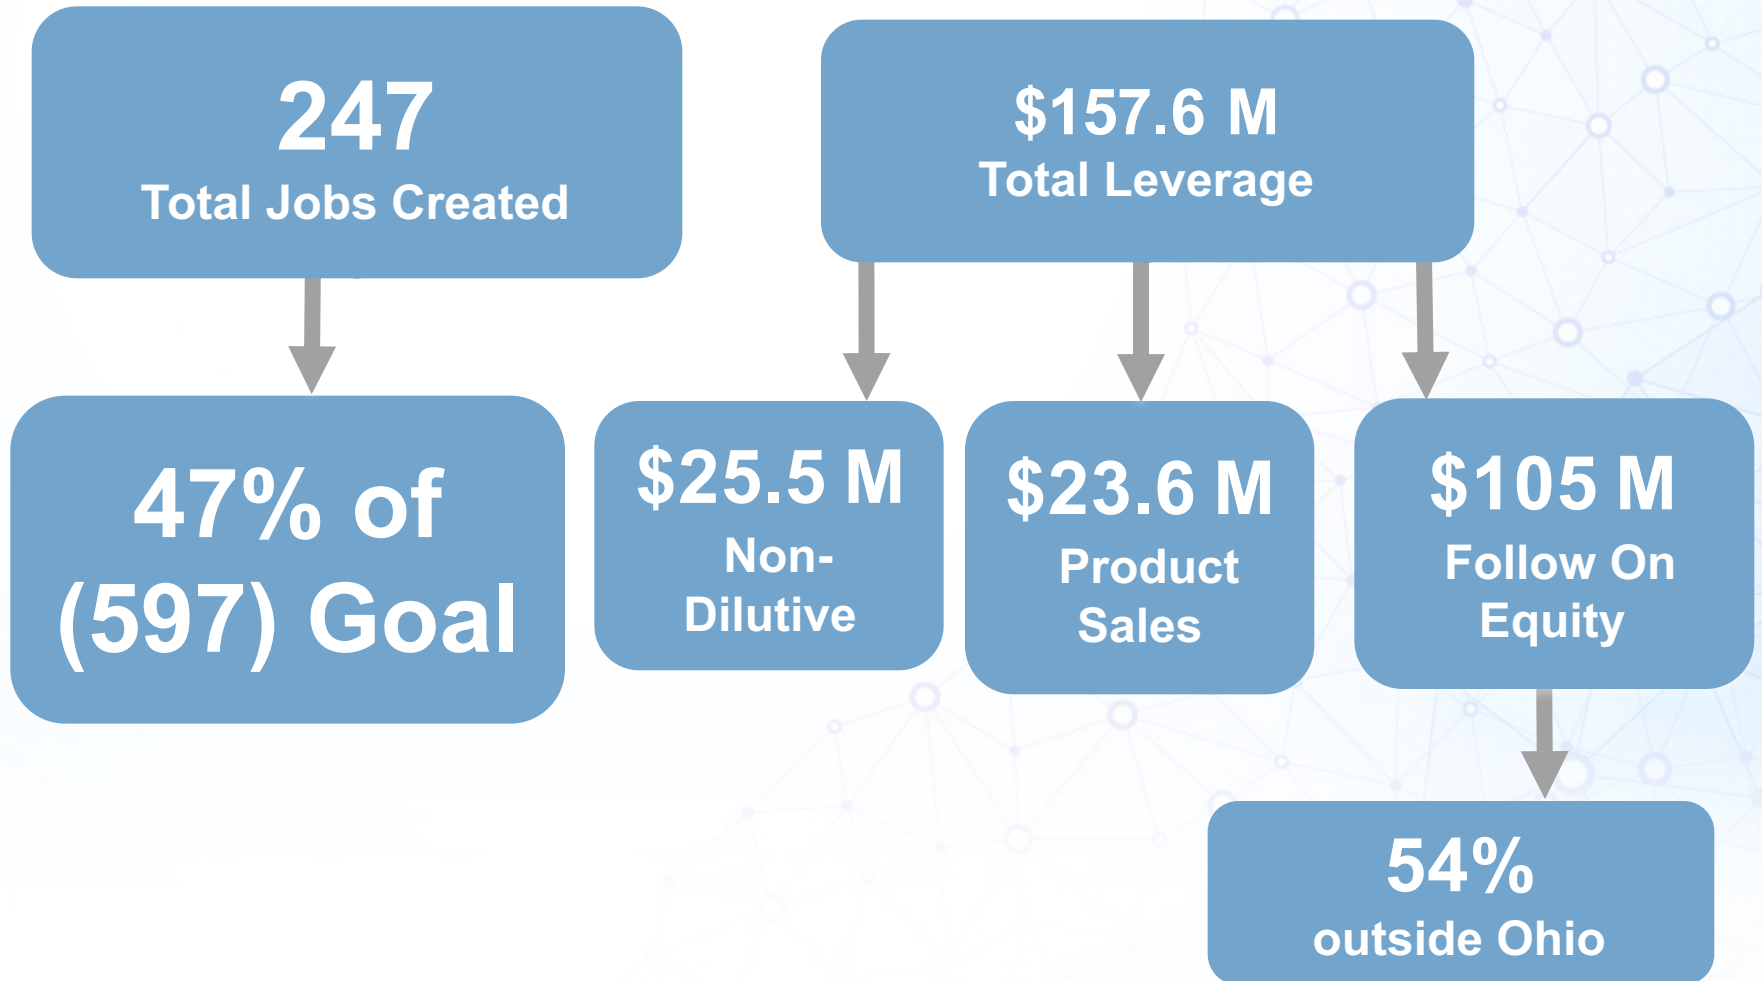 247
Total Jobs Created
$157.6 M
Total Leverage
47% of
(597) Goal
$25.5 M
Non-
Dilutive
$23.6 M
Product
Sales
$105 M
Follow On
Equity
54%
outside Ohio